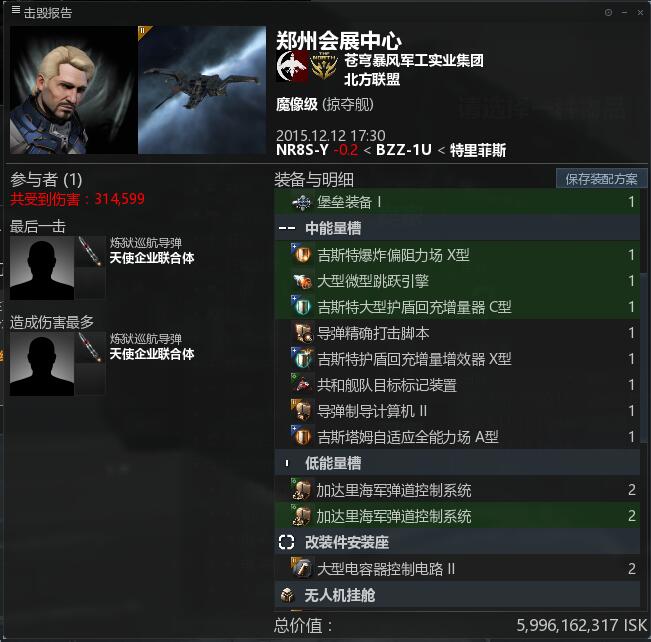 击毁报告
郑州会展中心
苍穹暴风军工实业集团
北方联盟
魔像级 (掠夺舰)
2015.12.12 17:30
NR8S-Y -0.2 < BZZ-1U < 特里菲斯
参与者 (1)
共受到伤害：314,599
最后一击
炼狱巡航导弹
天使企业联合体
造成伤害最多
炼狱巡航导弹
天使企业联合体
装备与明细
保存装配方案
堡垒装备 I 1
中能量槽
吉斯特爆炸偏阻力场 X型 1
大型微型跳跃引擎 1
吉斯特大型护盾回充增量器 C型 1
导弹精确打击脚本 1
吉斯特护盾回充增量增效器 X型 1
共和舰队目标标记装置 1
导弹制导计算机 II 1
吉斯塔姆自适应全能力场 A型 1
低能量槽
加达里海军弹道控制系统 2
加达里海军弹道控制系统 2
改装件安装座
大型电容器控制电路 II 2
无人机挂舱
总价值： 5,996,162,317 ISK